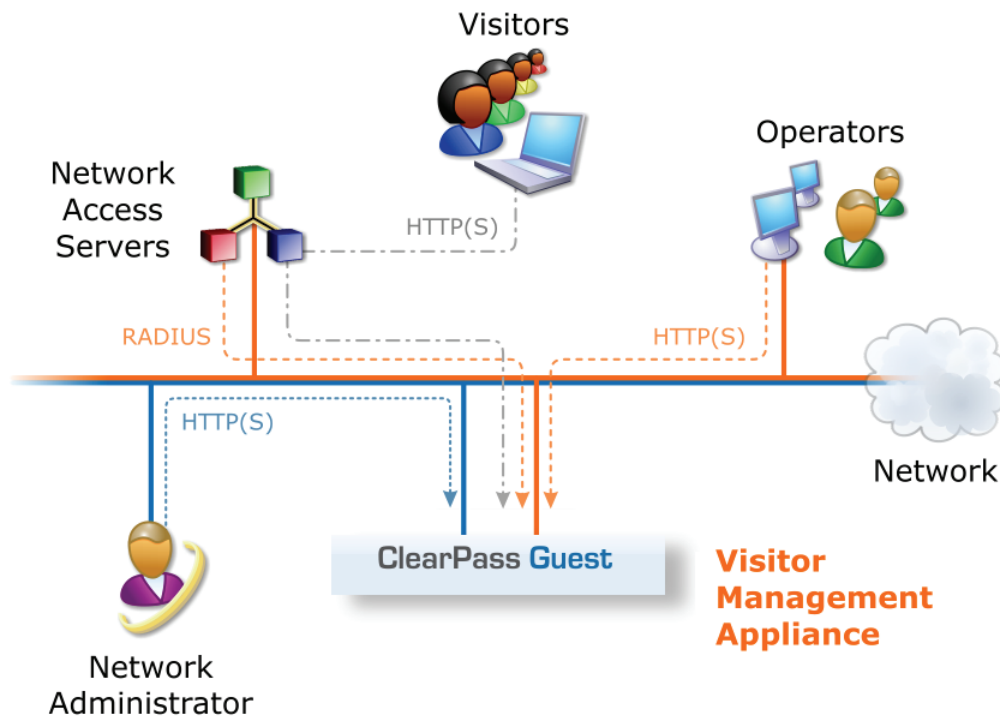 Visitors
Operators
Network
Access
Servers
HTTP(S)
RADIUS
HTTP(S)
HTTP(S)
Network
ClearPass Guest
Visitor
Management
Appliance
Network
Administrator